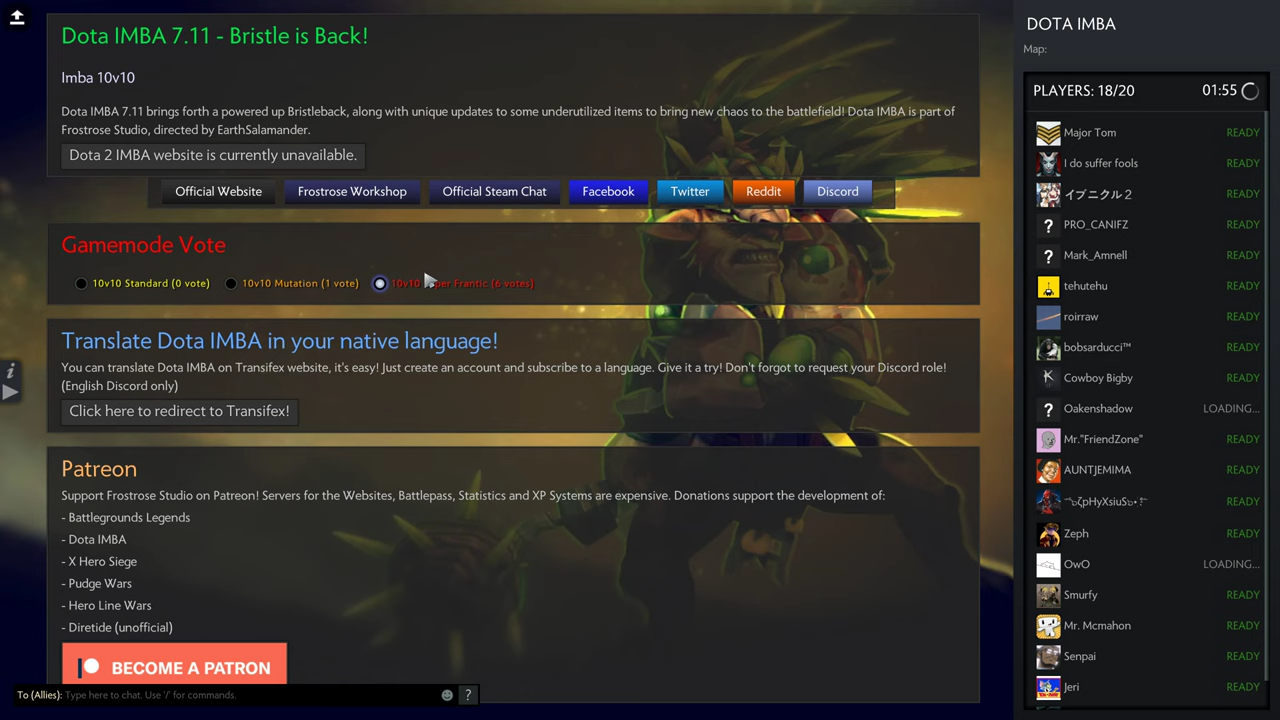 Dota IMBA 7.11 - Bristle is Back!
Imba 10v10
Dota IMBA 7.11 brings forth a powered up Bristleback, along with unique updates to some underutilized items to bring new chaos to the battlefield! Dota IMBA is part of
Frostrose Studio, directed by EarthSalamander.
Dota 2 IMBA website is currently unavailable.
Official Website
Frostrose Workshop
Official Steam Chat
Facebook
Twitter
Reddit
Discord
Gamemode Vote
10v10 Standard (0 vote)
10v10 Mutation (1 vote)
10v10 Frantic (6 votes)
Translate Dota IMBA in your native language!
You can translate Dota IMBA on Transifex website, it's easy! Just create an account and subscribe to a language. Give it a try! Don't forgot to request your Discord role!
(English Discord only)
Click here to redirect to Transifex!
Patreon
Support Frostrose Studio on Patreon! Servers for the Websites, Battlepass, Statistics and XP Systems are expensive. Donations support the development of:
- Battlegrounds Legends
- Dota IMBA
- X Hero Siege
- Pudge Wars
- Hero Line Wars
- Diretide (unofficial)
BECOME A PATRON
To (Allies): Type here to chat. Use '/' for commands.
?
DOTA IMBA
Map:
PLAYERS: 18/20 01:55
Major Tom READY
I do suffer fools READY
イブニクル2 READY
? PRO_CANIFZ READY
? Mark_Amnell READY
tehutehu READY
roirraw READY
bobsarducci™ READY
Cowboy Bigby READY
? Oakenshadow LOADING...
Mr."FriendZone" READY
AUNTJEMIMA READY
READY
Zeph READY
OwO LOADING...
Smurfy READY
Mr. Mcmahon READY
Senpai READY
Jeri READY